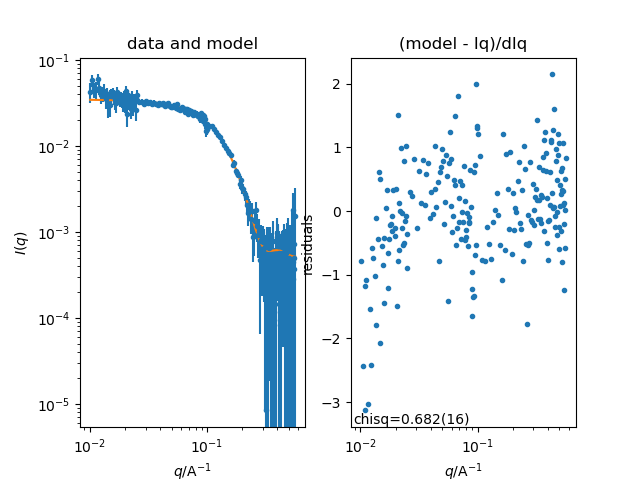 data and model
(model - Iq)/dIq
10⁻¹
10⁻²
10⁻³
10⁻⁴
10⁻⁵
I(q)
10⁻²
10⁻¹
q/A⁻¹
2
1
0
−1
−2
−3
residuals
chisq=0.682(16)
10⁻²
10⁻¹
q/A⁻¹